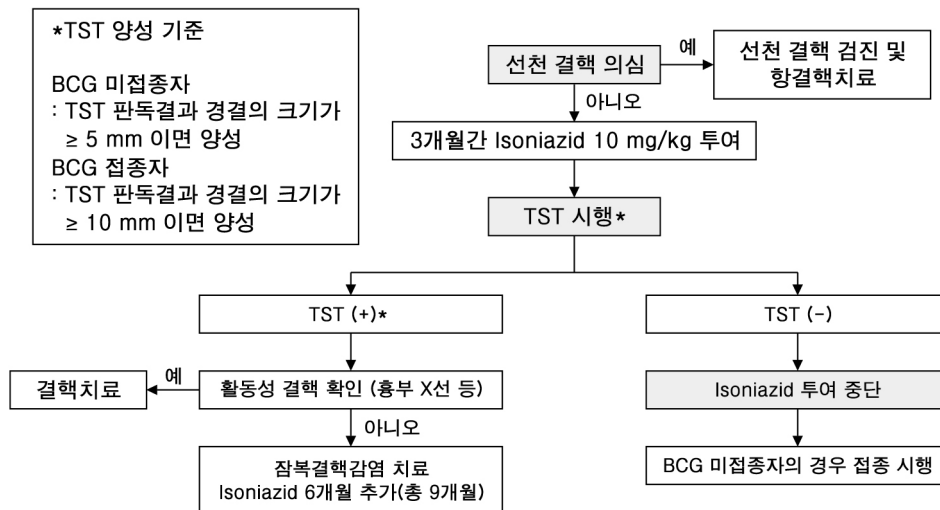 *TST 양성 기준
BCG 미접종자
: TST 판독결과 경결의 크기가
≥ 5 mm 이면 양성
BCG 접종자
: TST 판독결과 경결의 크기가
≥ 10 mm 이면 양성
선천 결핵 의심
예
선천 결핵 검진 및
항결핵치료
아니오
3개월간 Isoniazid 10 mg/kg 투여
TST 시행*
TST (+)*
TST (-)
결핵치료
예
활동성 결핵 확인 (흉부 X선 등)
Isoniazid 투여 중단
아니오
잠복결핵감염 치료
Isoniazid 6개월 추가(총 9개월)
BCG 미접종자의 경우 접종 시행